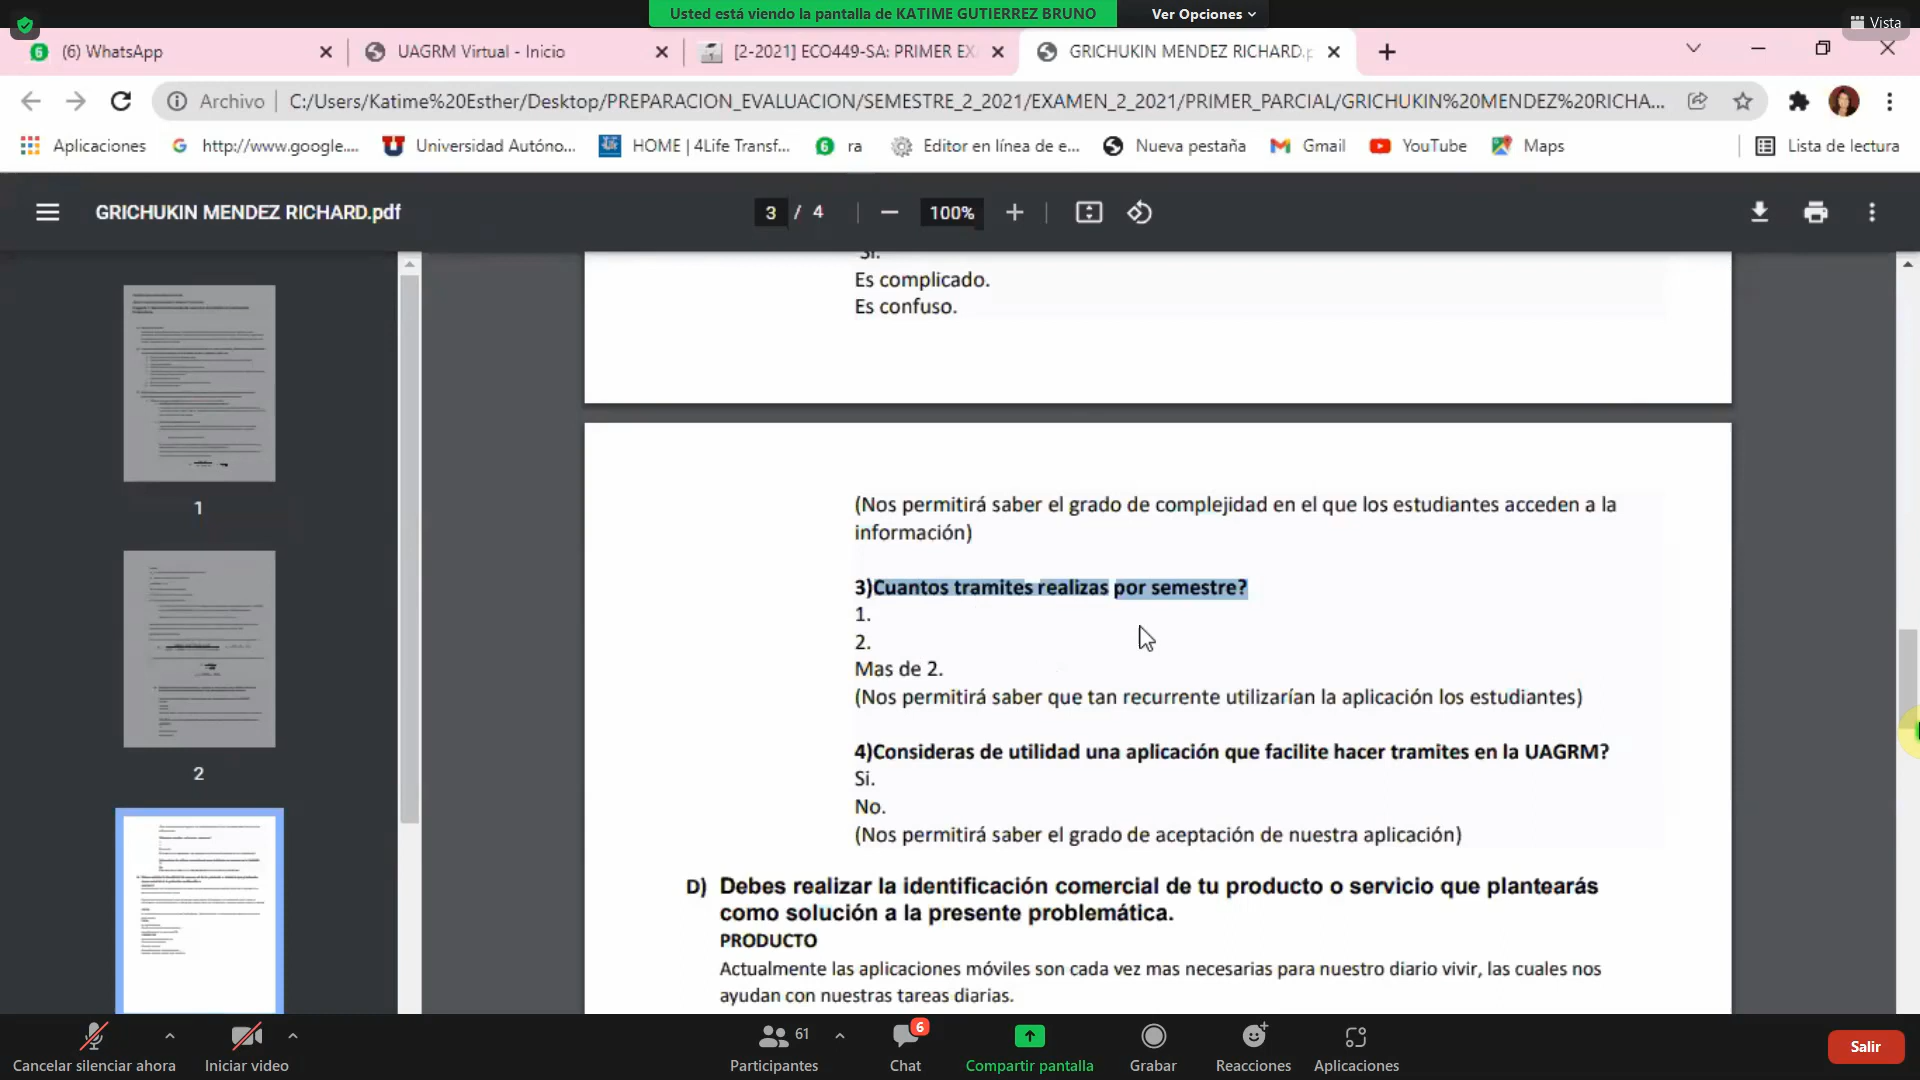 Usted está viendo la pantalla de KATIME GUTIERREZ BRUNO
Ver Opciones
Vista
(6) WhatsApp
UAGRM Virtual - Inicio
[2-2021] ECO449-SA: PRIMER EX
GRICHUKIN MENDEZ RICHARD.p
Archivo
C:/Users/Katime%20Esther/Desktop/PREPARACION_EVALUACION/SEMESTRE_2_2021/EXAMEN_2_2021/PRIMER_PARCIAL/GRICHUKIN%20MENDEZ%20RICHA...
Aplicaciones
http://www.google....
Universidad Autóno...
HOME | 4Life Transf...
ra
Editor en línea de e...
Nueva pestaña
Gmail
YouTube
Maps
Lista de lectura
GRICHUKIN MENDEZ RICHARD.pdf
3 / 4
100%
Si.
Es complicado.
Es confuso.
(Nos permitirá saber el grado de complejidad en el que los estudiantes acceden a la
información)
3)Cuantos tramites realizas por semestre?
1.
2.
Mas de 2.
(Nos permitirá saber que tan recurrente utilizarían la aplicación los estudiantes)
4)Consideras de utilidad una aplicación que facilite hacer tramites en la UAGRM?
Si.
No.
(Nos permitirá saber el grado de aceptación de nuestra aplicación)
D) Debes realizar la identificación comercial de tu producto o servicio que plantearás
como solución a la presente problemática.
PRODUCTO
Actualmente las aplicaciones móviles son cada vez mas necesarias para nuestro diario vivir, las cuales nos
ayudan con nuestras tareas diarias.
1
2
Cancelar silenciar ahora
Iniciar video
61
Participantes
6
Chat
Compartir pantalla
Grabar
Reacciones
Aplicaciones
Salir